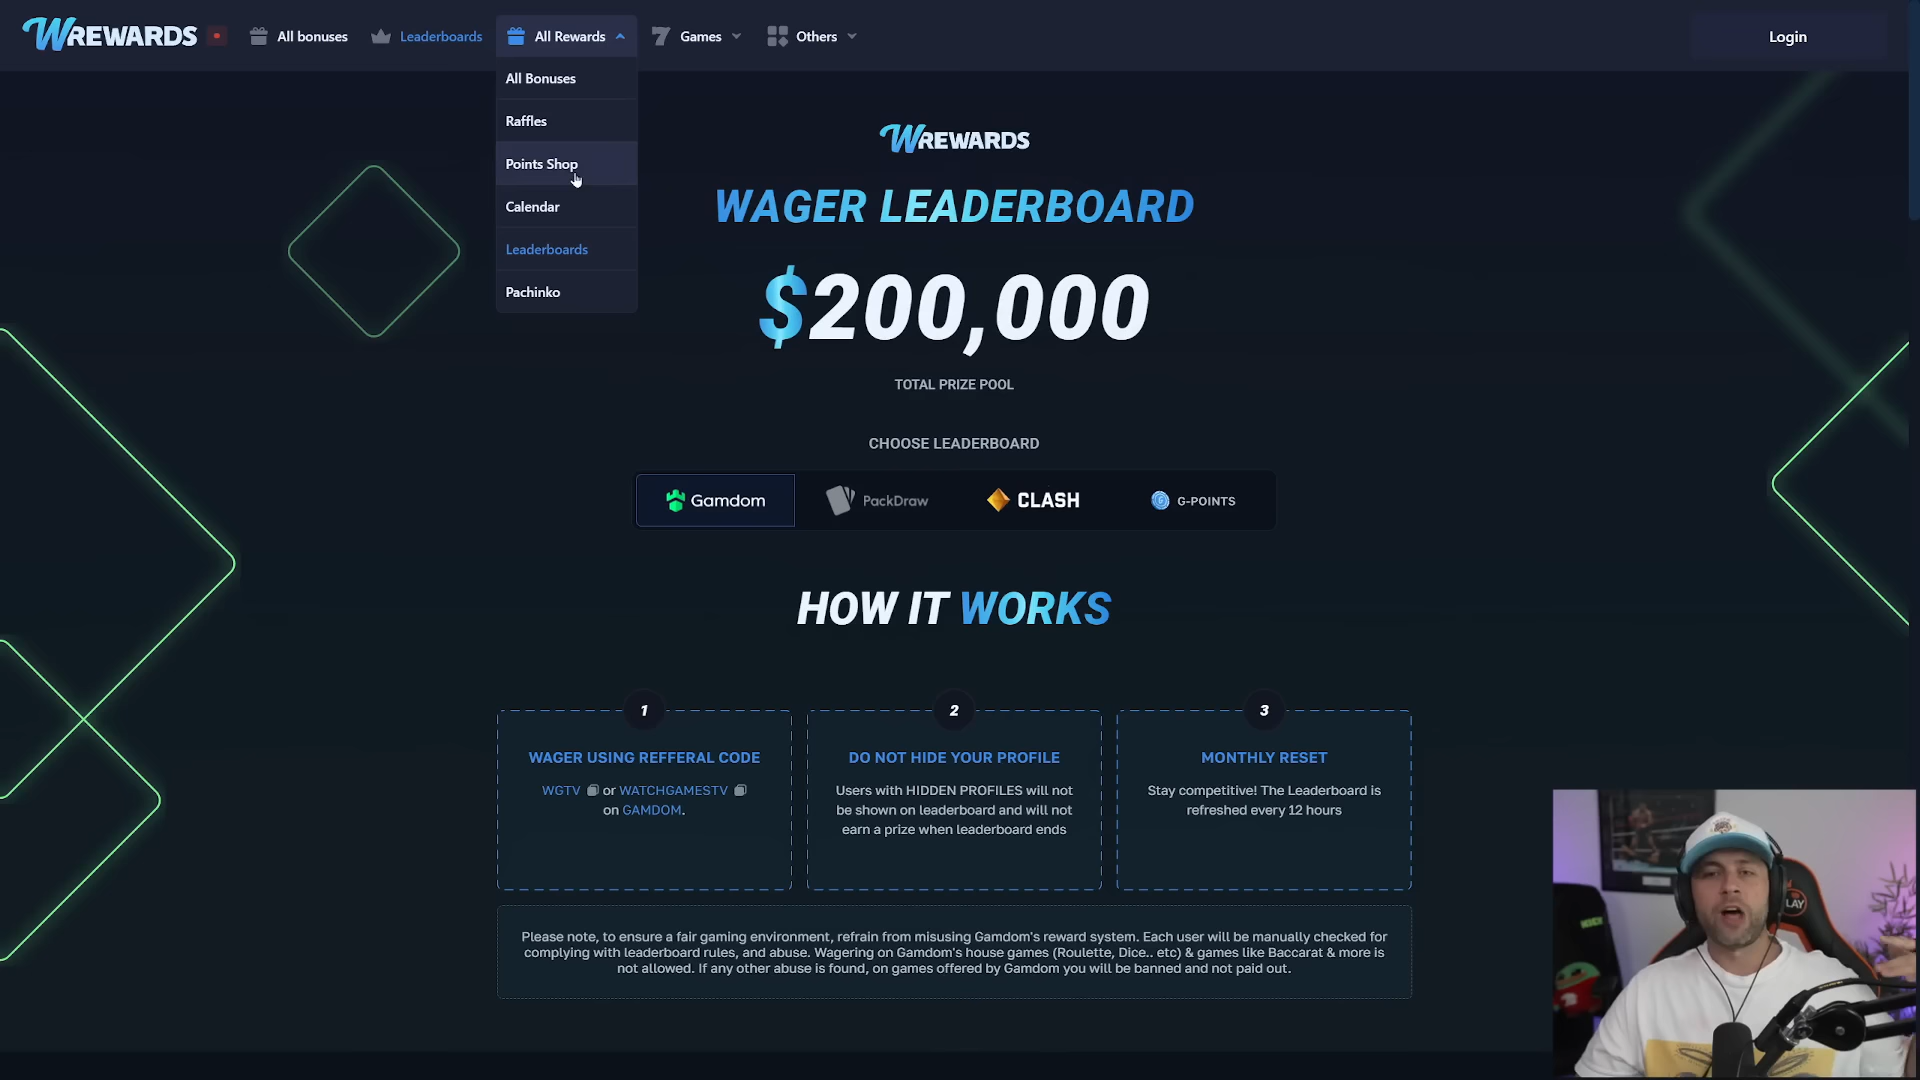 WREWARDS
All bonuses
Leaderboards
All Rewards
Games
Others
Login
All Bonuses
Raffles
Points Shop
Calendar
Leaderboards
Pachinko
WREWARDS
WAGER LEADERBOARD
$200,000
TOTAL PRIZE POOL
CHOOSE LEADERBOARD
Gamdom
PackDraw
CLASH
G-POINTS
HOW IT WORKS
1
WAGER USING REFFERAL CODE
WGTV or WATCHGAMESTV
on GAMDOM.
2
DO NOT HIDE YOUR PROFILE
Users with HIDDEN PROFILES will not
be shown on leaderboard and will not
earn a prize when leaderboard ends
3
MONTHLY RESET
Stay competitive! The Leaderboard is
refreshed every 12 hours
Please note, to ensure a fair gaming environment, refrain from misusing Gamdom's reward system. Each user will be manually checked for
complying with leaderboard rules, and abuse. Wagering on Gamdom's house games (Roulette, Dice.. etc) & games like Baccarat & more is
not allowed. If any other abuse is found, on games offered by Gamdom you will be banned and not paid out.